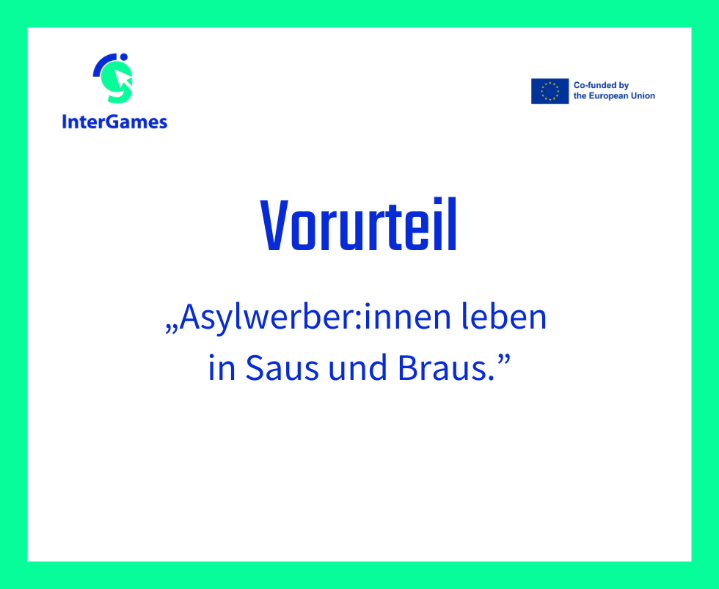 InterGames
Co-funded by
the European Union
Vorurteil
„Asylwerber:innen leben
in Saus und Braus.”